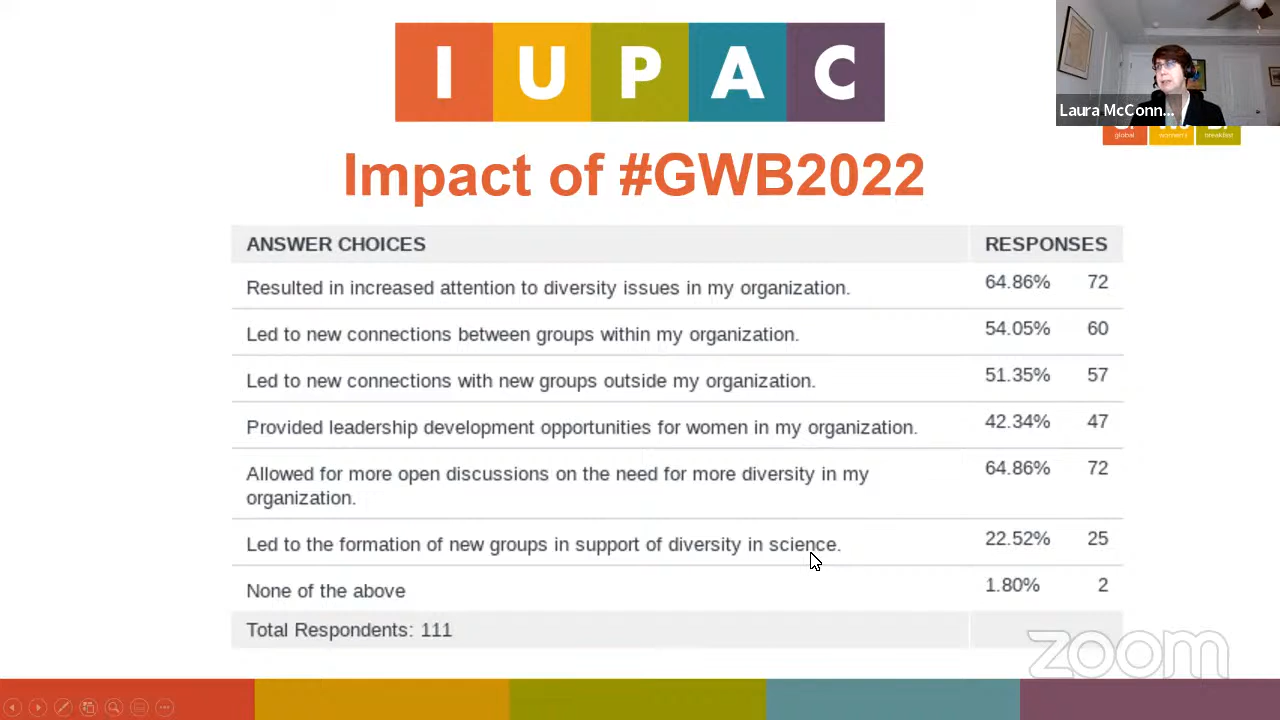 I U P A C
Laura McConn...
global economy breakfast
Impact of #GWB2022
ANSWER CHOICES RESPONSES
Resulted in increased attention to diversity issues in my organization. 64.86% 72
Led to new connections between groups within my organization. 54.05% 60
Led to new connections with new groups outside my organization. 51.35% 57
Provided leadership development opportunities for women in my organization. 42.34% 47
Allowed for more open discussions on the need for more diversity in my 64.86% 72
organization.
Led to the formation of new groups in support of diversity in science. 22.52% 25
None of the above 1.80% 2
Total Respondents: 111
zoom